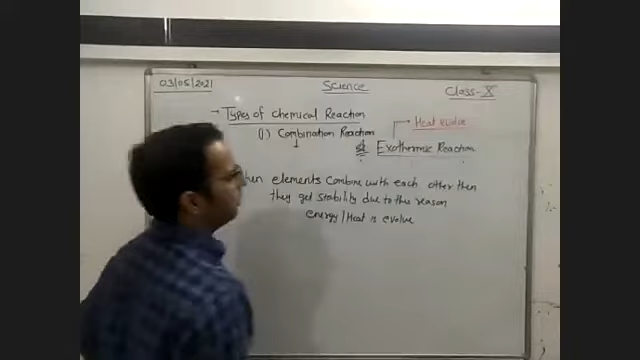 03/05/2021 Science Class-X
→ Types of Chemical Reaction
(1) Combination Reaction
→ Heat evolve
Exothermic Reaction
elements combine with each other then
they get stability due to this reason
energy/Heat is evolve